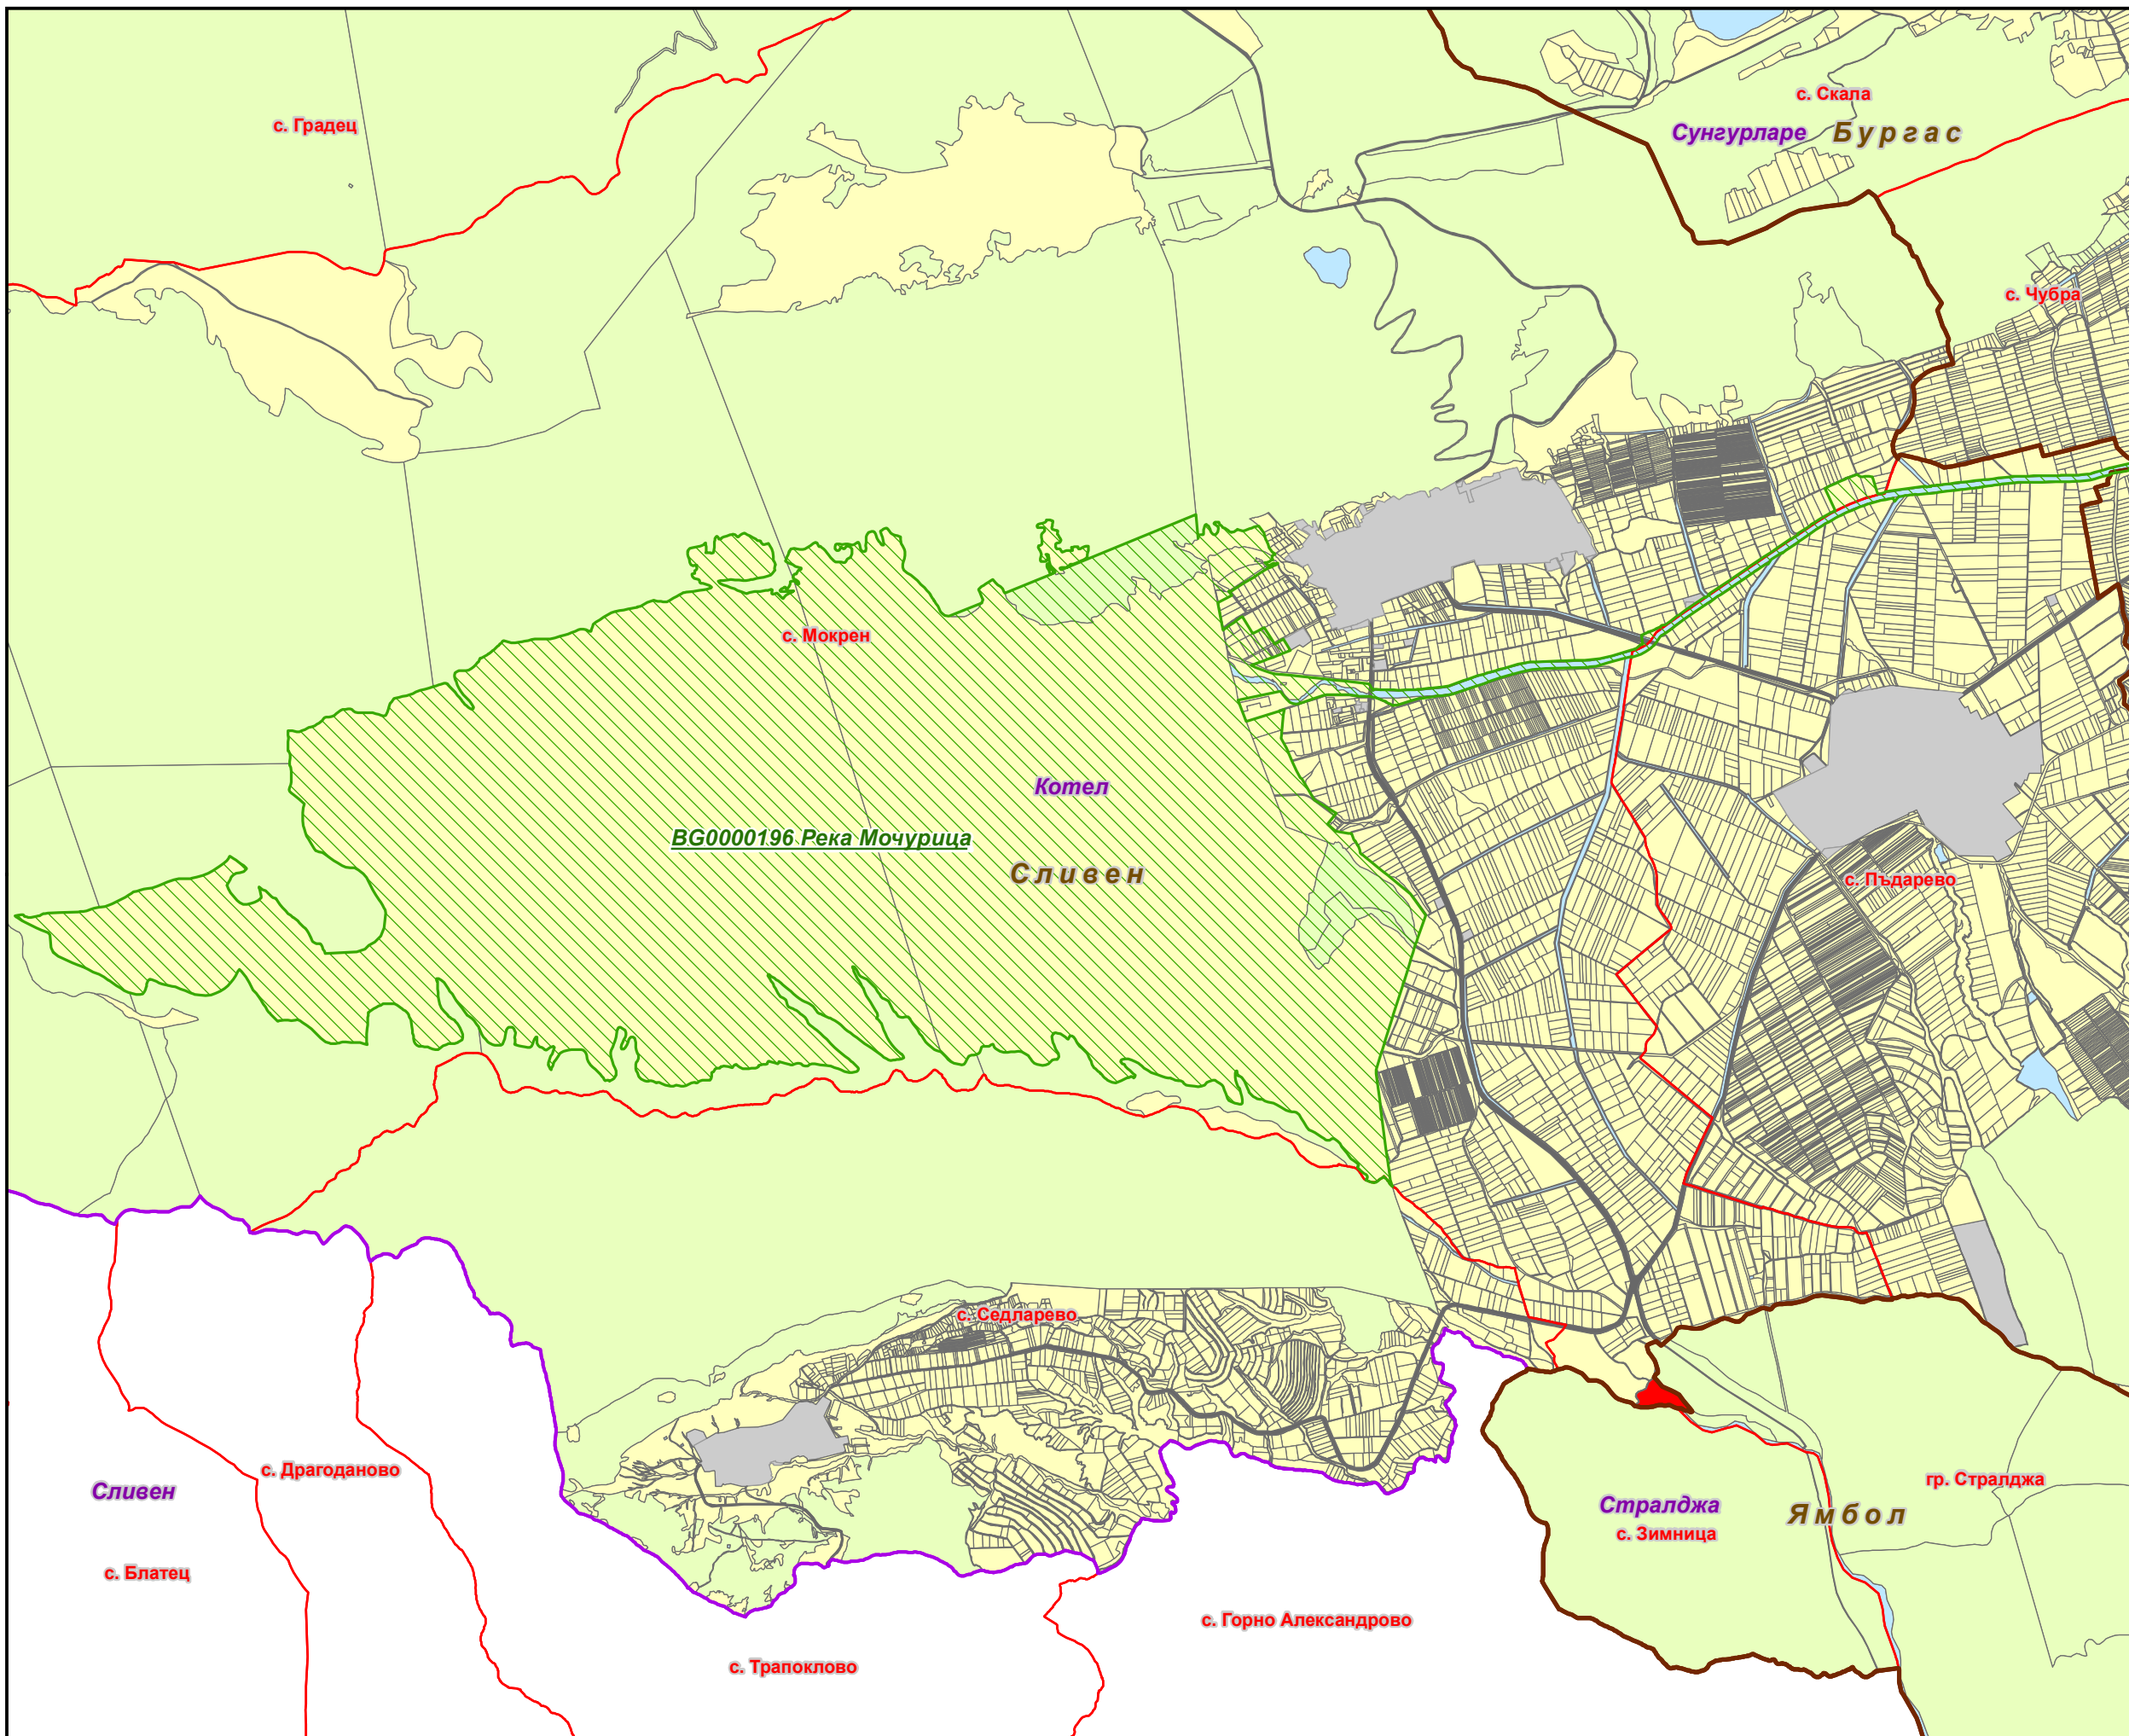 с. Скала
с. Градец
Сунгурларе Бургас
с. Чубра
с. Мокрен
Котел
BG0000196 Река Мочурица
Сливен
с. Пъдарево
с. Седларево
с. Драгоданово
гр. Стралджа
Сливен
Стралджа Ямбол
с. Зимница
с. Блатец
с. Горно Александрово
с. Трапоклово